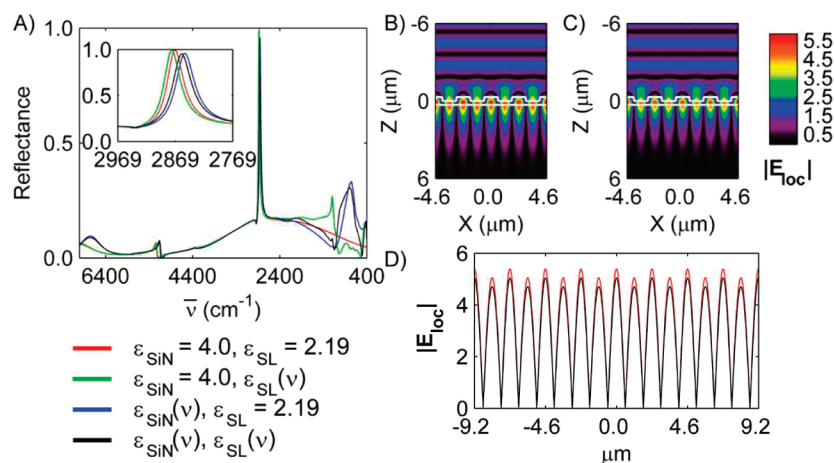 A)
1.0
0.5
0.0
Reflectance
1.0
0.5
0.0
2969 2869 2769
6400 4400 2400 400
ν̅ (cm⁻¹)
ε_SiN = 4.0, ε_SL = 2.19
ε_SiN = 4.0, ε_SL(ν)
ε_SiN(ν), ε_SL = 2.19
ε_SiN(ν), ε_SL(ν)
B)
-6
0
6
Z (μm)
-4.6 0.0 4.6
X (μm)
C)
-6
0
6
Z (μm)
-4.6 0.0 4.6
X (μm)
5.5
4.5
3.5
2.5
1.5
0.5
|E_loc|
D)
6
4
2
0
|E_loc|
-9.2 -4.6 0.0 4.6 9.2
μm